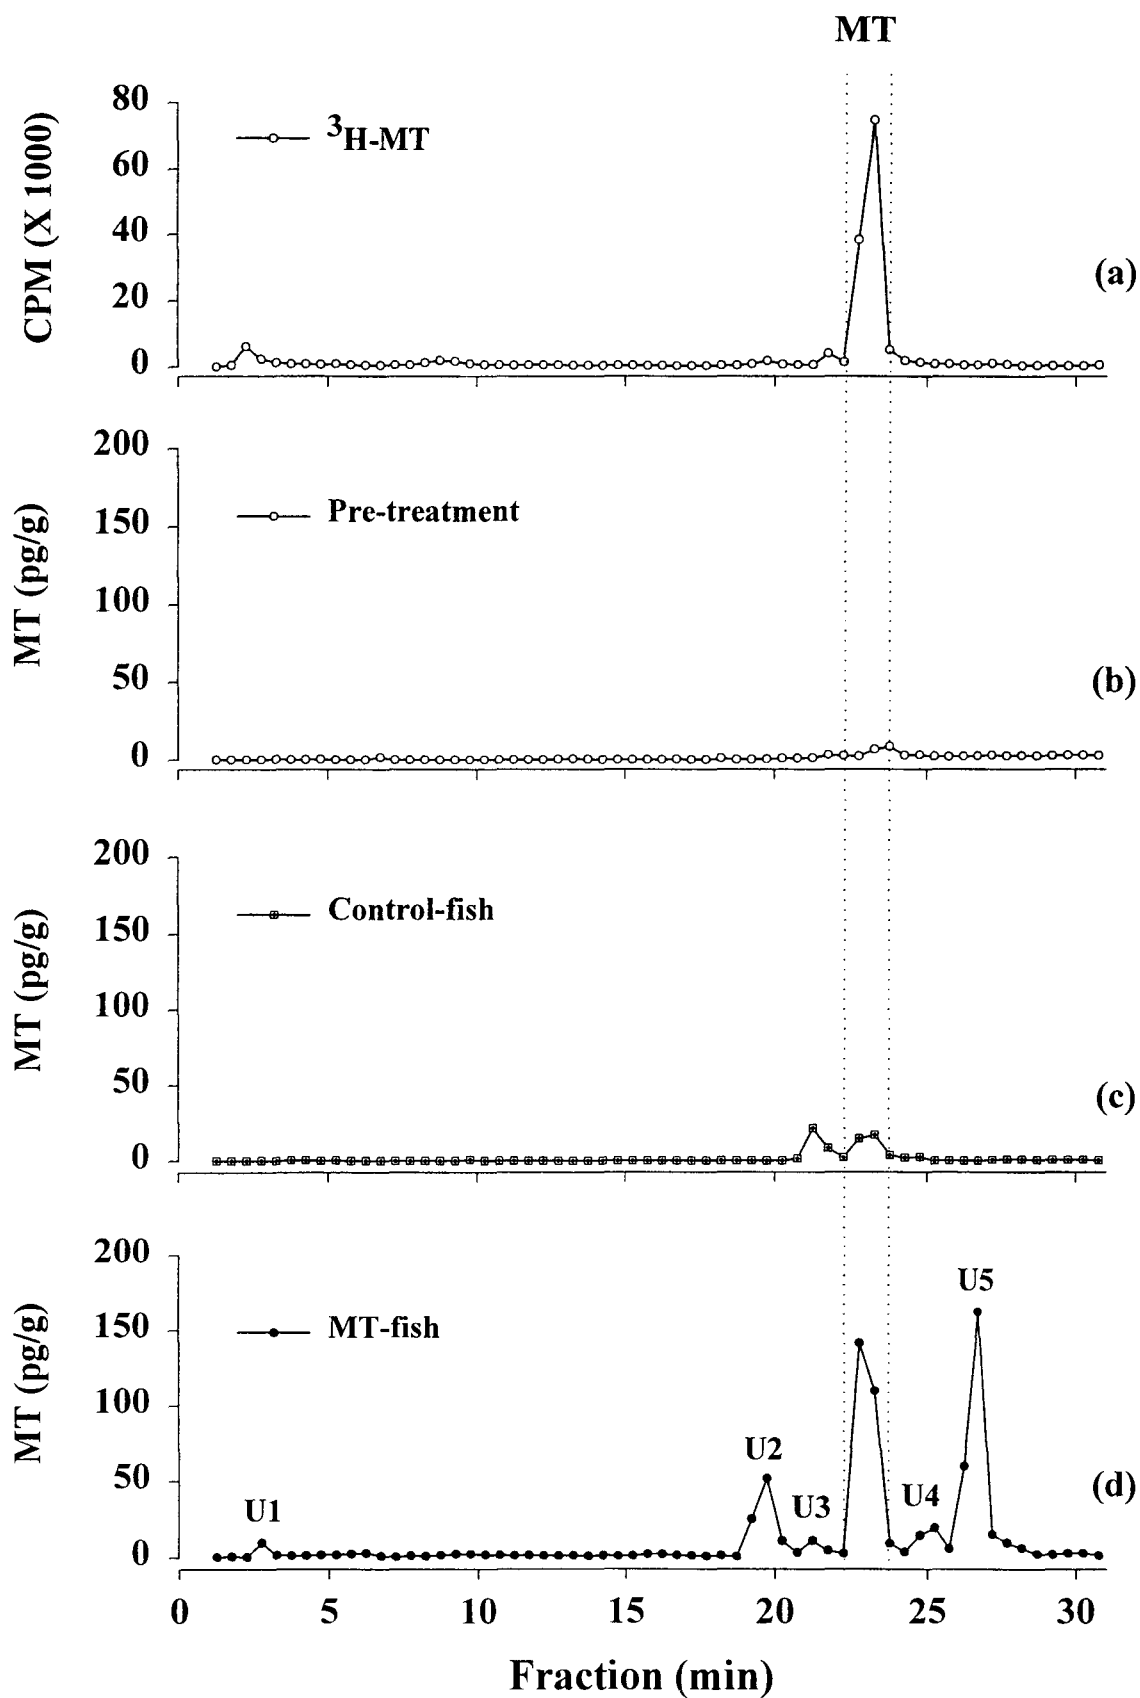 MT
80
60
40
20
0
CPM (X 1000)
³H-MT
(a)
200
150
100
50
0
MT (pg/g)
Pre-treatment
(b)
200
150
100
50
0
MT (pg/g)
Control-fish
(c)
200
150
100
50
0
MT (pg/g)
MT-fish
U1
U2
U3
U4
U5
(d)
0 5 10 15 20 25 30
Fraction (min)